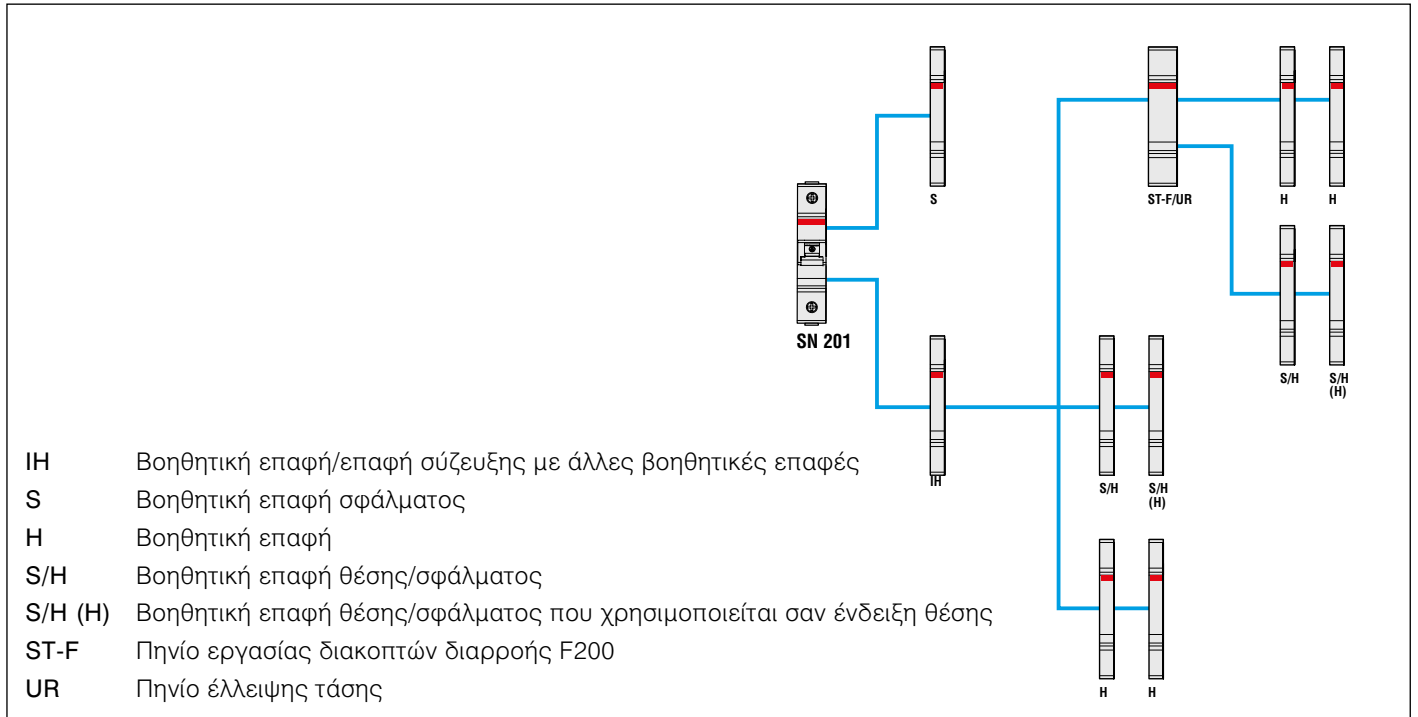 S
ST-F/UR
H
H
SN 201
S/H
S/H
(H)
IH
S/H
S/H
(H)
H
H
IH Βοηθητική επαφή/επαφή σύζευξης με άλλες βοηθητικές επαφές
S Βοηθητική επαφή σφάλματος
H Βοηθητική επαφή
S/H Βοηθητική επαφή θέσης/σφάλματος
S/H (H) Βοηθητική επαφή θέσης/σφάλματος που χρησιμοποιείται σαν ένδειξη θέσης
ST-F Πηνίο εργασίας διακοπτών διαρροής F200
UR Πηνίο έλλειψης τάσης